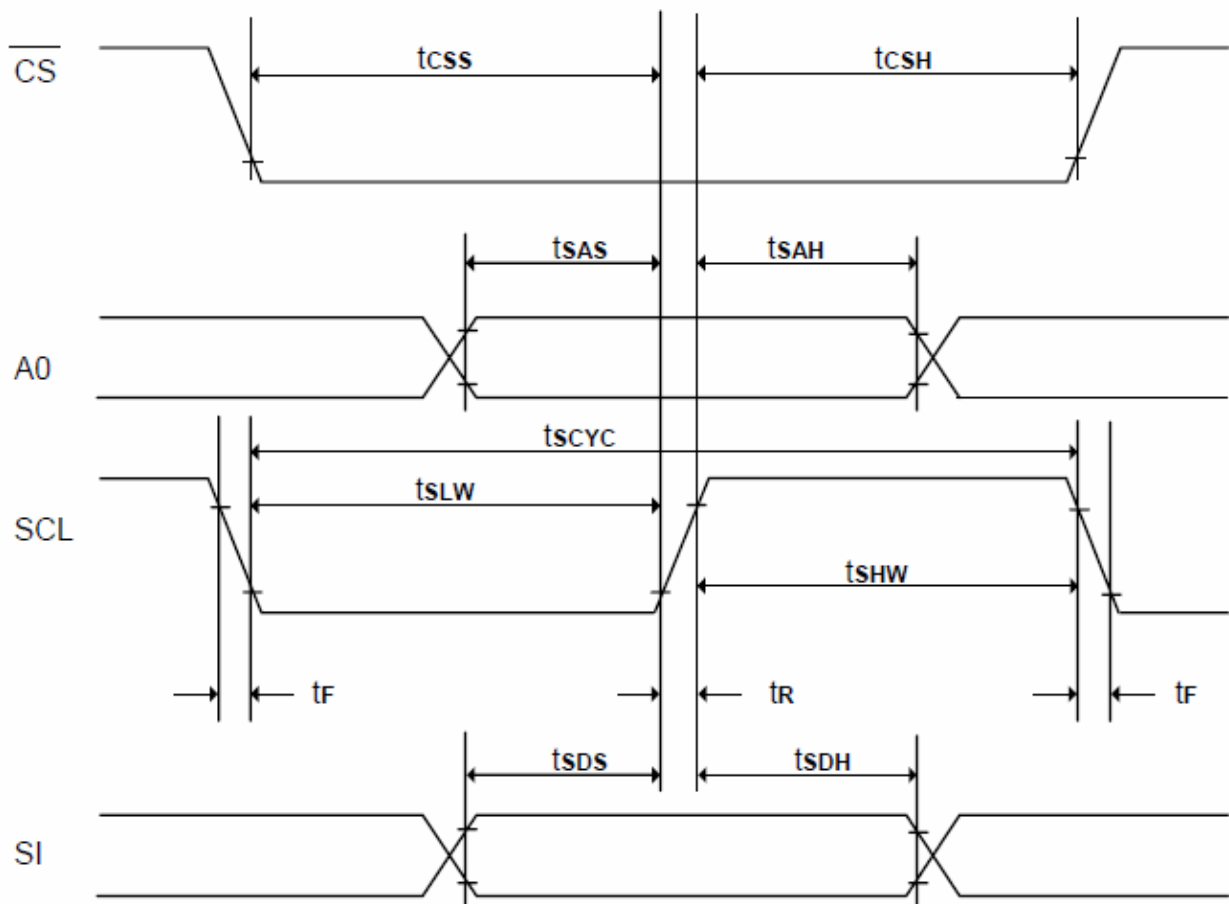 CS
tCSS tCSH
tSAS tSAH
A0
tSCYC
tSLW
SCL
tSHW
tF tR tF
tSDS tSDH
SI